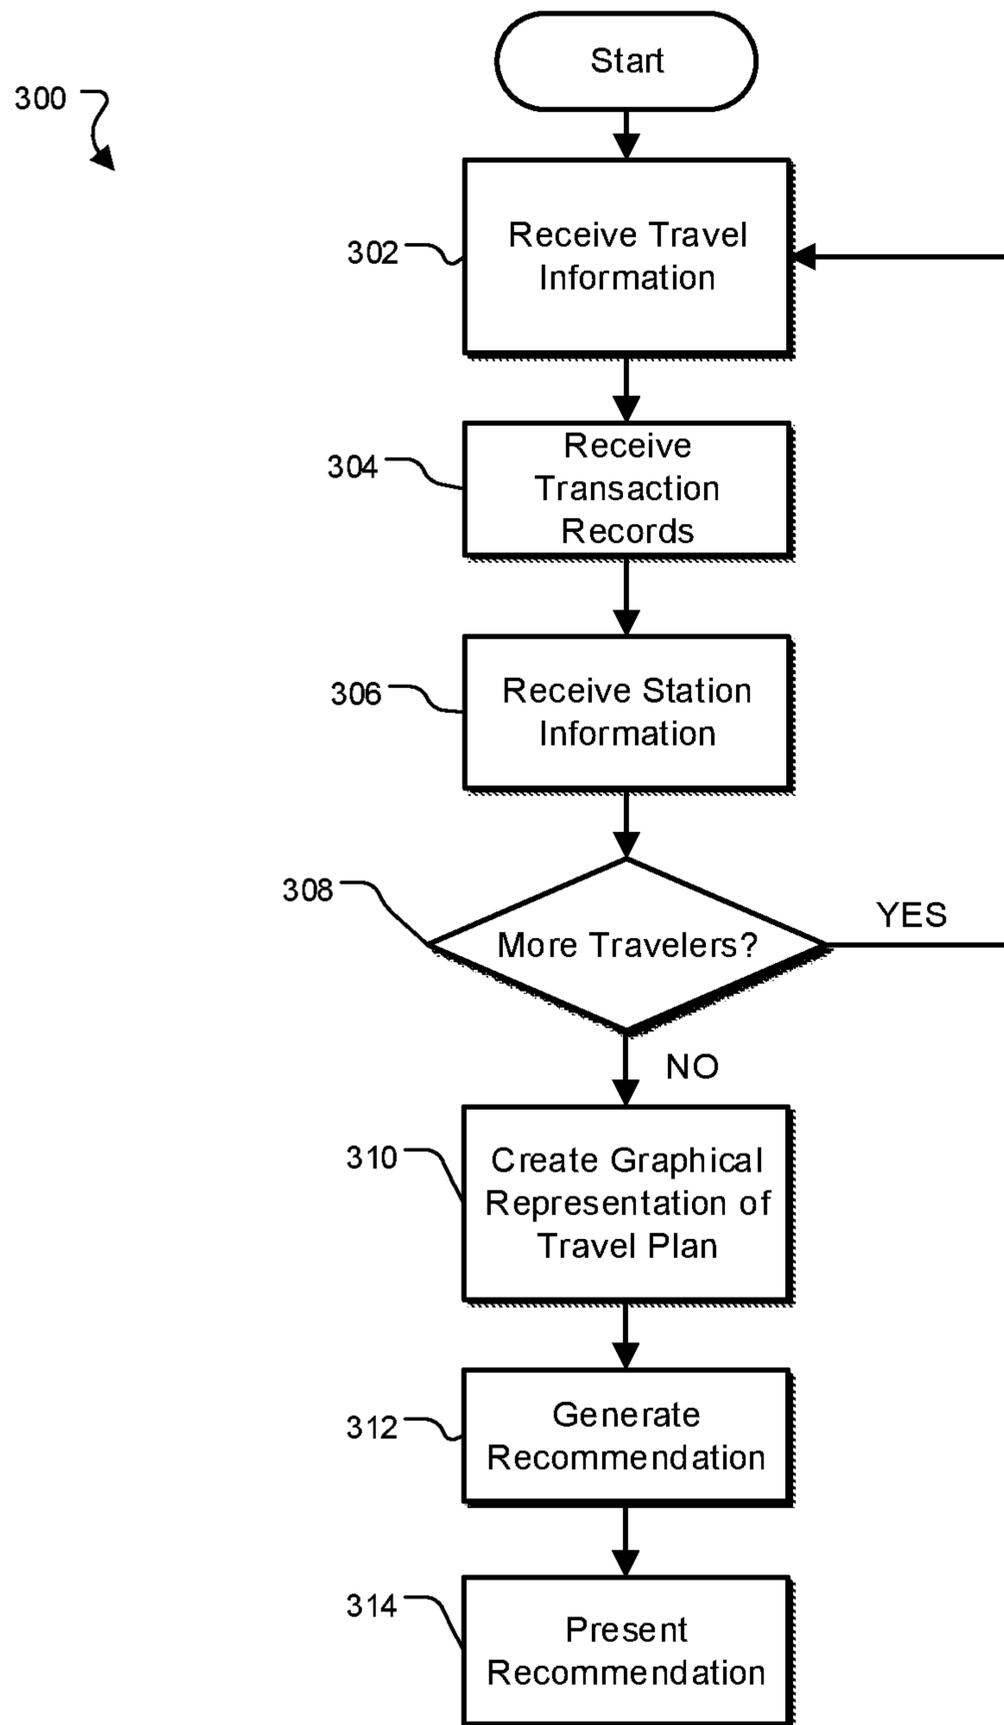 Start
300
302
Receive Travel
Information
304
Receive
Transaction
Records
306
Receive Station
Information
308
More Travelers?
YES
NO
310
Create Graphical
Representation of
Travel Plan
312
Generate
Recommendation
314
Present
Recommendation